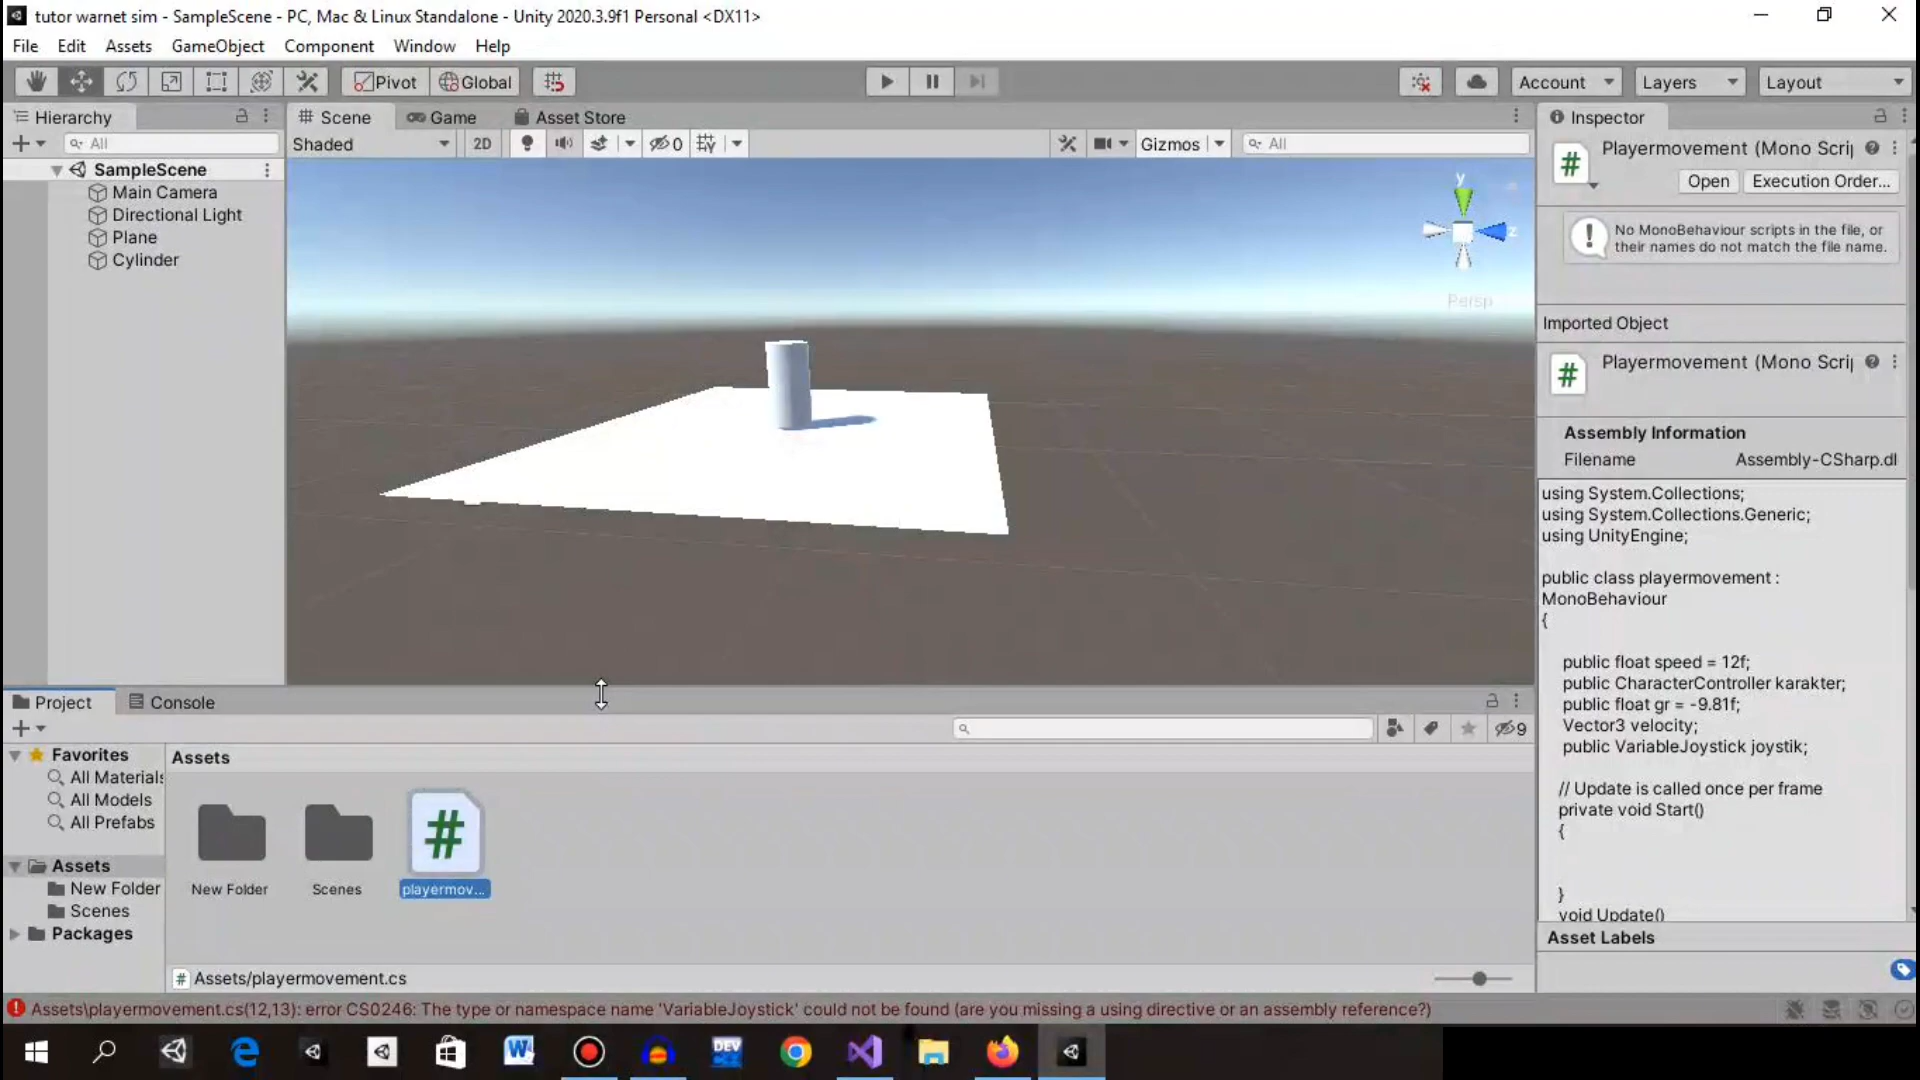 tutor warnet sim - SampleScene - PC, Mac & Linux Standalone - Unity 2020.3.9f1 Personal <DX11>
File Edit Assets GameObject Component Window Help
Pivot Global Account Layers Layout
Hierarchy
All
SampleScene
Main Camera
Directional Light
Plane
Cylinder
Scene Game Asset Store
Shaded 2D 0 Gizmos All
y
z
Persp
Inspector
Playermovement (Mono Scri
Open Execution Order...
No MonoBehaviour scripts in the file, or
their names do not match the file name.
Imported Object
Playermovement (Mono Scri
Assembly Information
Filename Assembly-CSharp.dl
using System.Collections;
using System.Collections.Generic;
using UnityEngine;
public class playermovement :
MonoBehaviour
{
public float speed = 12f;
public CharacterController karakter;
public float gr = -9.81f;
Vector3 velocity;
public VariableJoystick joystik;
// Update is called once per frame
private void Start()
{
}
void Update()
Asset Labels
Project Console
9
Favorites
All Materials
All Models
All Prefabs
Assets
New Folder
Scenes
Packages
Assets
New Folder Scenes playermov...
Assets/playermovement.cs
Assets\playermovement.cs(12,13): error CS0246: The type or namespace name 'VariableJoystick' could not be found (are you missing a using directive or an assembly reference?)
DEV